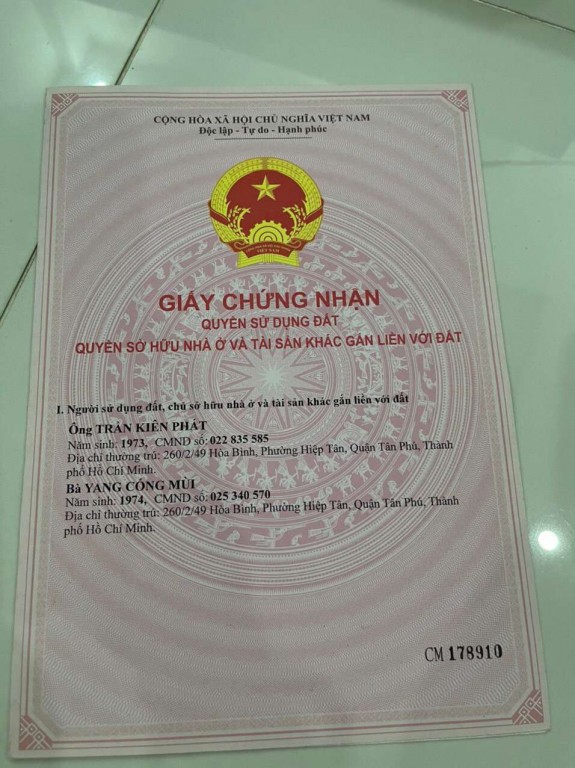 CỘNG HÒA XÃ HỘI CHỦ NGHĨA VIỆT NAM
Độc lập - Tự do - Hạnh phúc
VIỆT NAM
GIẤY CHỨNG NHẬN
QUYỀN SỬ DỤNG ĐẤT
QUYỀN SỞ HỮU NHÀ Ở VÀ TÀI SẢN KHÁC GẮN LIỀN VỚI ĐẤT
I. Người sử dụng đất, chủ sở hữu nhà ở và tài sản khác gắn liền với đất
Ông TRẦN KIÊN PHÁT
Năm sinh: 1973, CMND số: 022 835 585
Địa chỉ thường trú: 260/2/49 Hòa Bình, Phường Hiệp Tân, Quận Tân Phú, Thành
phố Hồ Chí Minh.
Bà YANG CÔNG MÙI
Năm sinh: 1974, CMND số: 025 340 570
Địa chỉ thường trú: 260/2/49 Hòa Bình, Phường Hiệp Tân, Quận Tân Phú, Thành
phố Hồ Chí Minh.
CM 178910